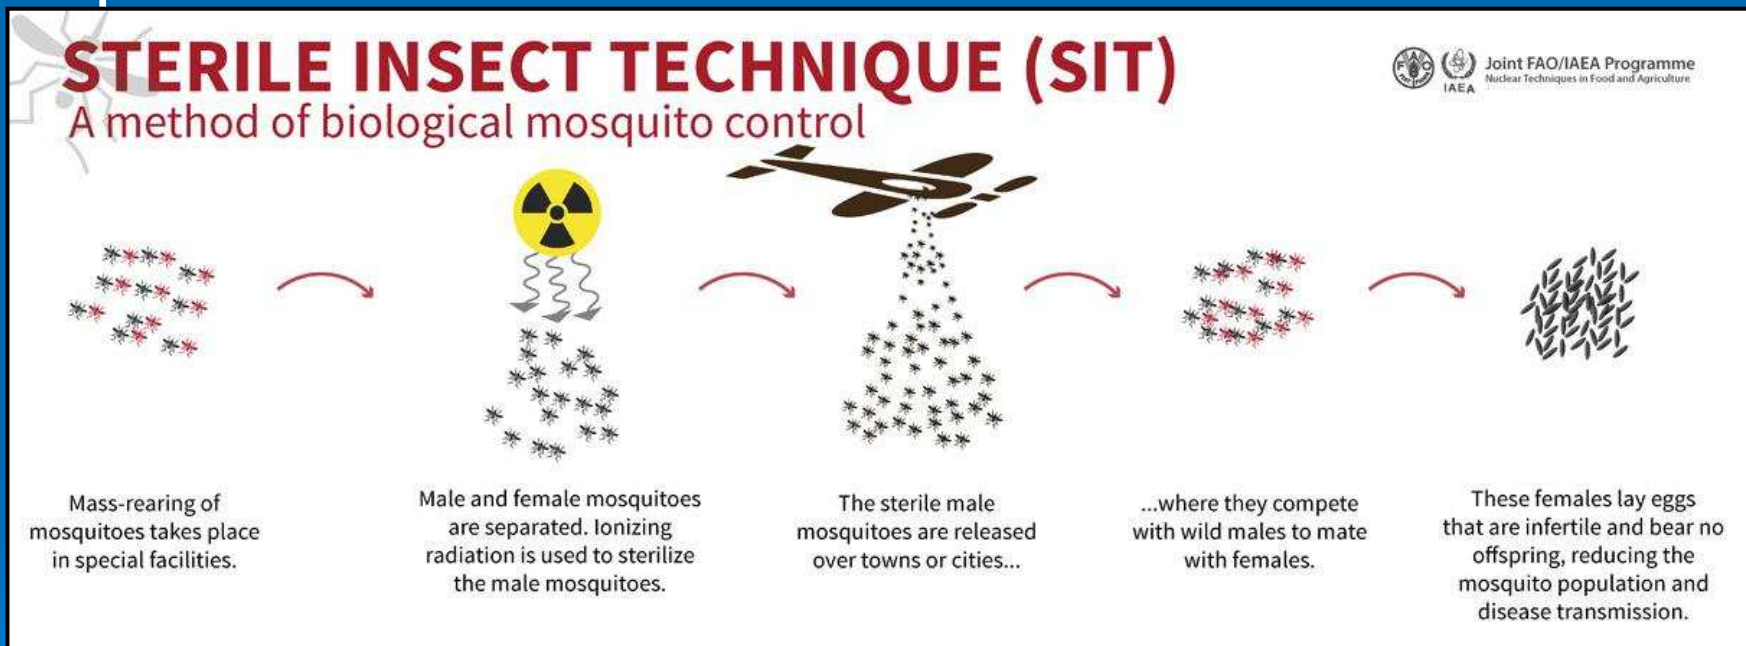 STERILE INSECT TECHNIQUE (SIT)
A method of biological mosquito control
Joint FAO/IAEA Programme
Nuclear Techniques in Food and Agriculture
IAEA
Mass-rearing of
mosquitoes takes place
in special facilities.
Male and female mosquitoes
are separated. Ionizing
radiation is used to sterilize
the male mosquitoes.
The sterile male
mosquitoes are released
over towns or cities...
...where they compete
with wild males to mate
with females.
These females lay eggs
that are infertile and bear no
offspring, reducing the
mosquito population and
disease transmission.